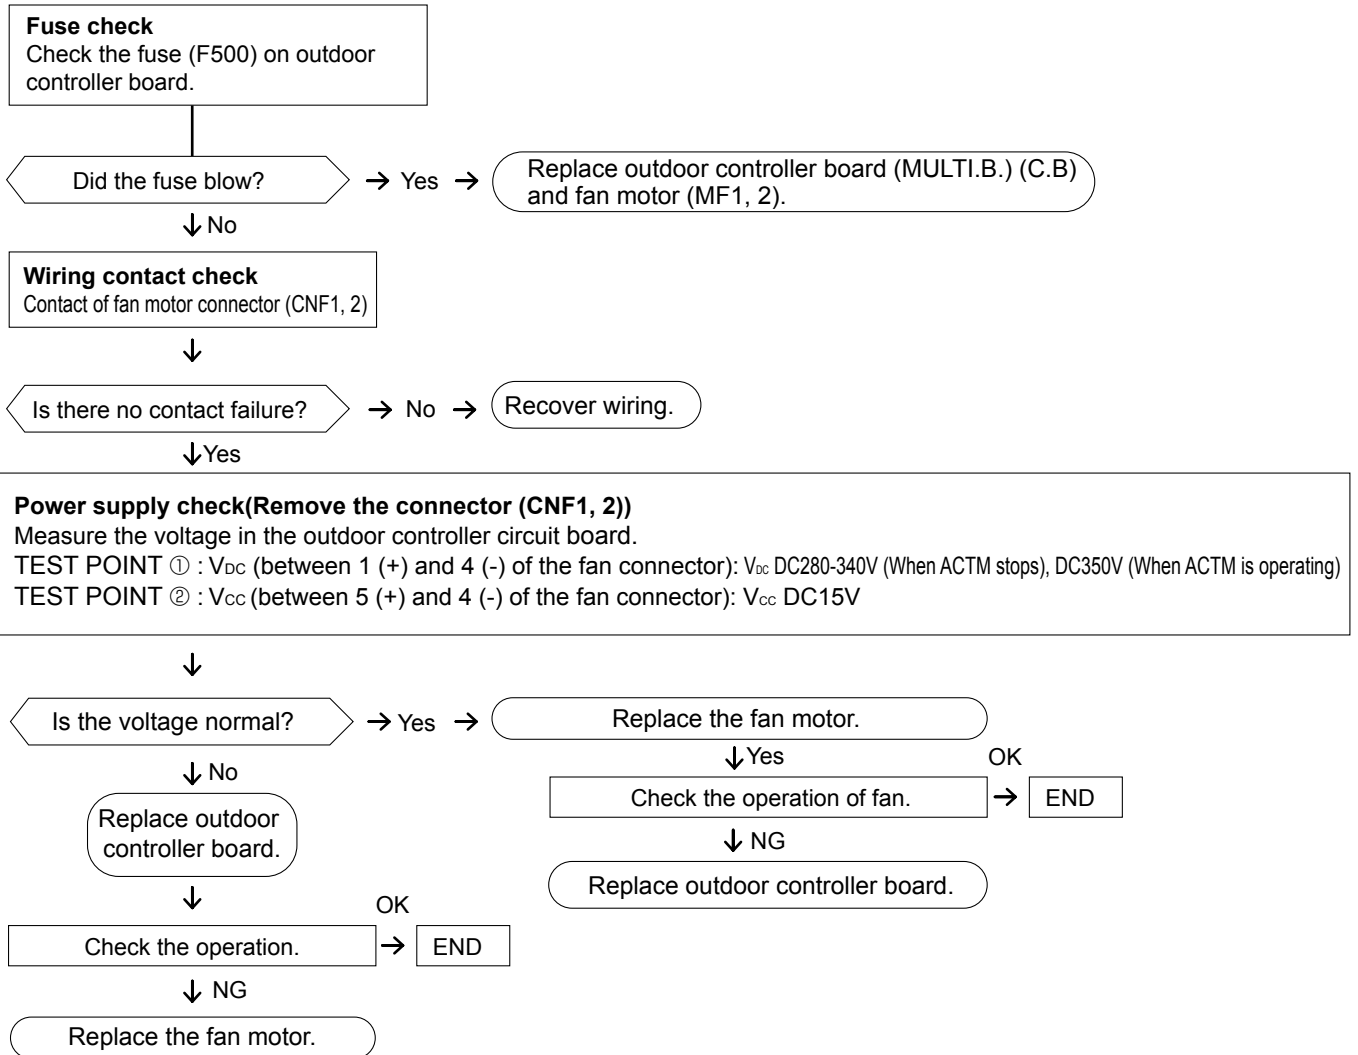 Fuse check
Check the fuse (F500) on outdoor
controller board.
Did the fuse blow?
Yes
Replace outdoor controller board (MULTI.B.) (C.B)
and fan motor (MF1, 2).
No
Wiring contact check
Contact of fan motor connector (CNF1, 2)
Is there no contact failure?
No
Recover wiring.
Yes
Power supply check(Remove the connector (CNF1, 2))
Measure the voltage in the outdoor controller circuit board.
TEST POINT ① : VDC (between 1 (+) and 4 (-) of the fan connector): VDC DC280-340V (When ACTM stops), DC350V (When ACTM is operating)
TEST POINT ② : VCC (between 5 (+) and 4 (-) of the fan connector): VCC DC15V
Is the voltage normal?
Yes
Replace the fan motor.
Yes
Check the operation of fan.
OK
END
NG
Replace outdoor controller board.
No
Replace outdoor
controller board.
Check the operation.
OK
END
NG
Replace the fan motor.